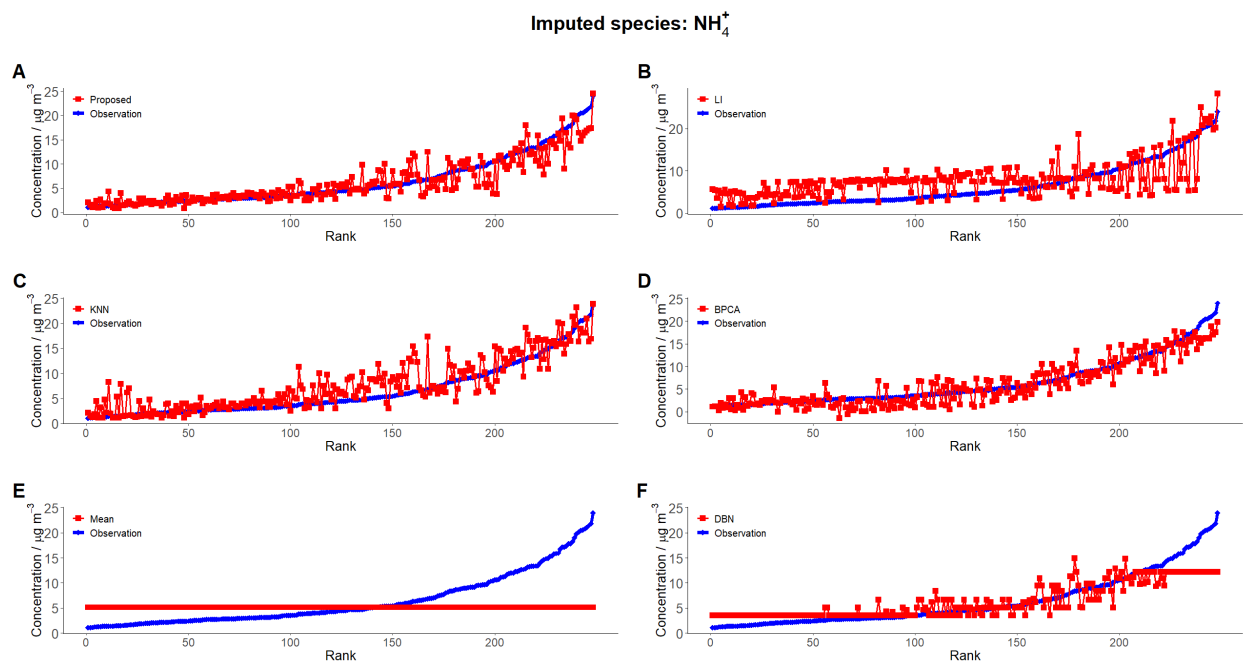 Imputed species: NH₄⁺
A
Concentration / μg m⁻³
25
20
15
10
5
0
Proposed
Observation
0 50 100 150 200
Rank
B
Concentration / μg m⁻³
20
10
0
LI
Observation
0 50 100 150 200
Rank
C
Concentration / μg m⁻³
25
20
15
10
5
0
KNN
Observation
0 50 100 150 200
Rank
D
Concentration / μg m⁻³
25
20
15
10
5
0
BPCA
Observation
0 50 100 150 200
Rank
E
Concentration / μg m⁻³
25
20
15
10
5
0
Mean
Observation
0 50 100 150 200
Rank
F
Concentration / μg m⁻³
25
20
15
10
5
0
DBN
Observation
0 50 100 150 200
Rank